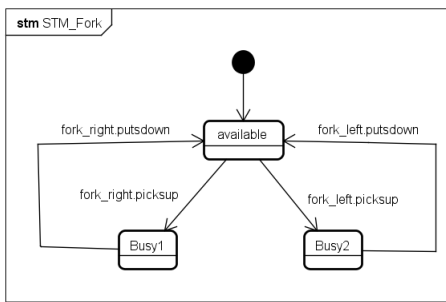 stm STM_Fork
fork_right.putsdown
available
fork_left.putsdown
fork_right.picksup
fork_left.picksup
Busy1
Busy2